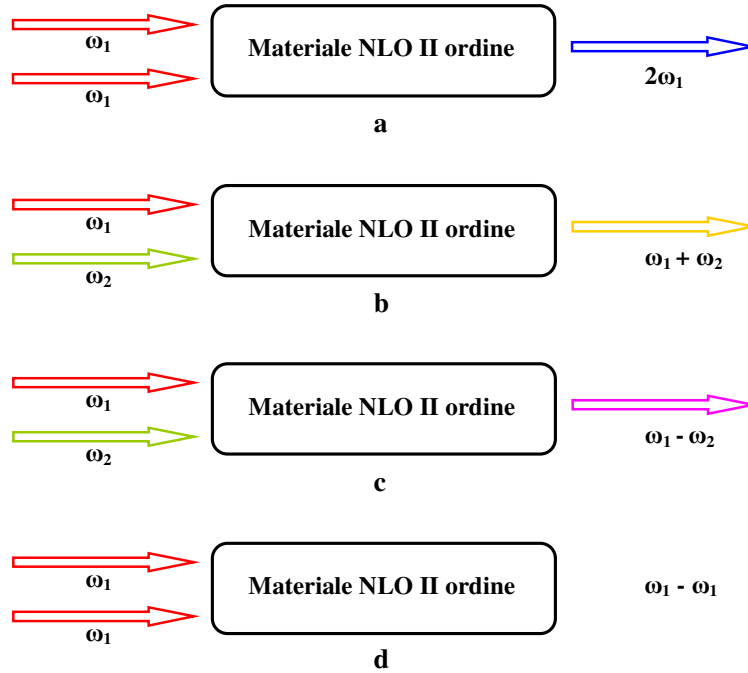 ω₁
Materiale NLO II ordine
ω₁
2ω₁
a
ω₁
Materiale NLO II ordine
ω₂
ω₁ + ω₂
b
ω₁
Materiale NLO II ordine
ω₂
ω₁ - ω₂
c
ω₁
Materiale NLO II ordine
ω₁ - ω₁
ω₁
d